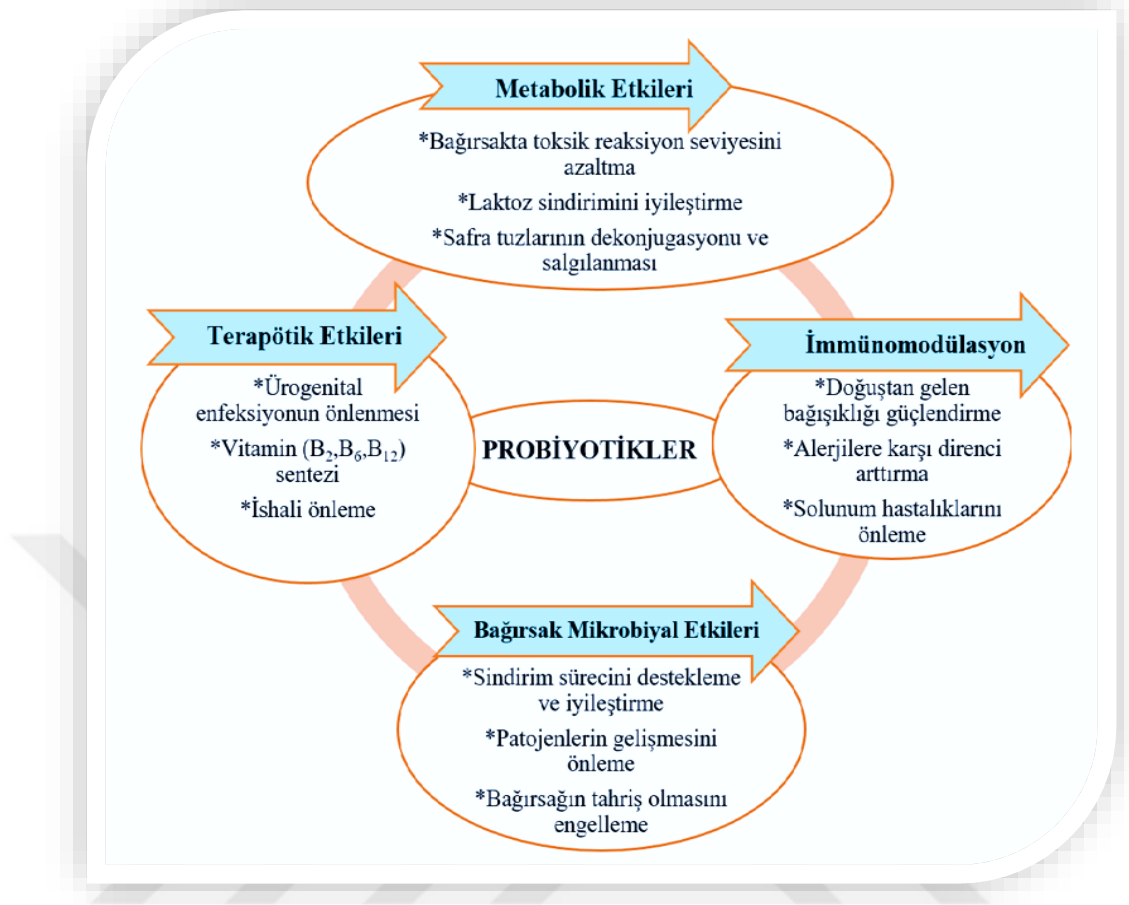 Metabolik Etkileri
*Bağırsakta toksik reaksiyon seviyesini
azaltma
*Laktoz sindirimini iyileştirme
*Safra tuzlarının dekonjugasyonu ve
salgılanması
Terapötik Etkileri
*Ürogenital
enfeksiyonun önlenmesi
*Vitamin (B₂,B₆,B₁₂)
sentezi
*İshali önleme
PROBİYOTİKLER
İmmünomodülasyon
*Doğuştan gelen
bağışıklığı güçlendirme
*Alerjilere karşı direnci
arttırma
*Solunum hastalıklarını
önleme
Bağırsak Mikrobiyal Etkileri
*Sindirim sürecini destekleme
ve iyileştirme
*Patojenlerin gelişmesini
önleme
*Bağırsağın tahriş olmasını
engelleme